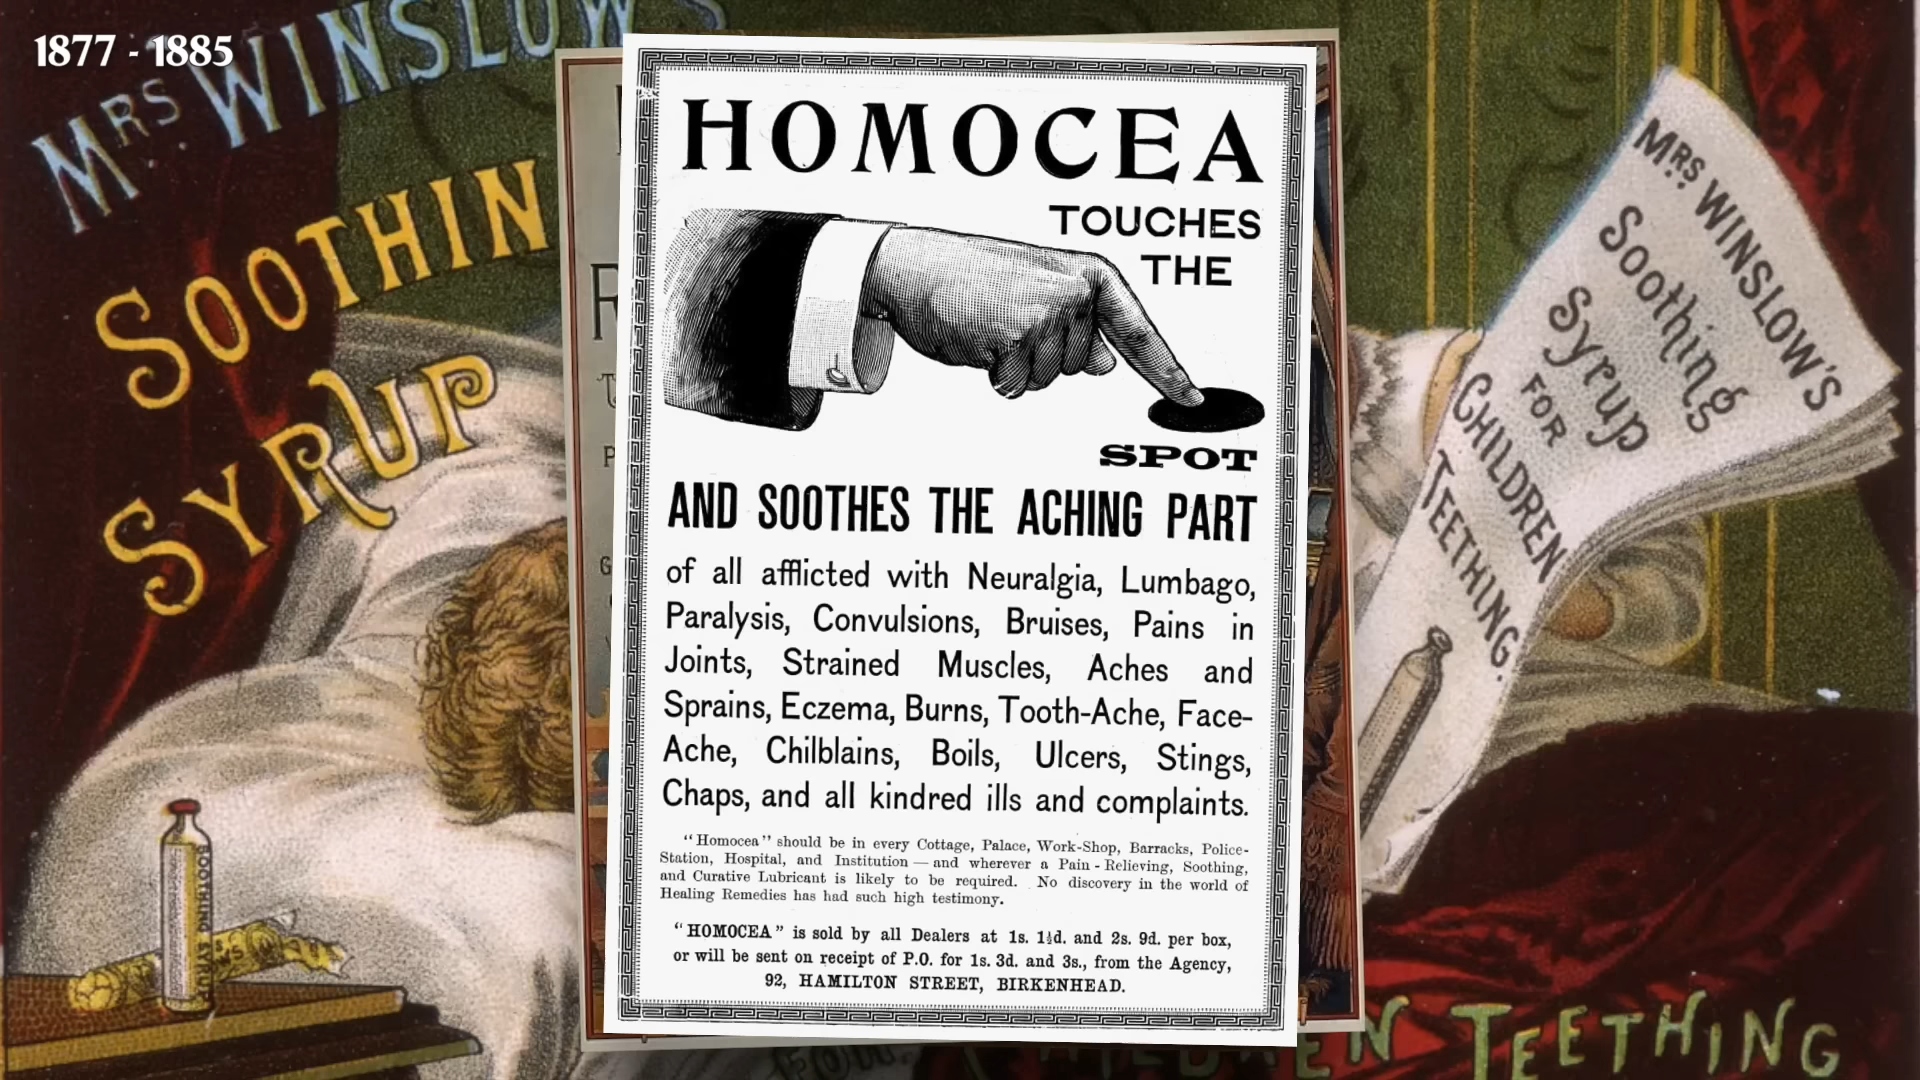 1877 - 1885
MRS WINSLOW'S
SOOTHIN
SYRUP
HOMOCEA
TOUCHES
THE
SPOT
AND SOOTHES THE ACHING PART
of all afflicted with Neuralgia, Lumbago,
Paralysis, Convulsions, Bruises, Pains in
Joints, Strained Muscles, Aches and
Sprains, Eczema, Burns, Tooth-Ache, Face-
Ache, Chilblains, Boils, Ulcers, Stings,
Chaps, and all kindred ills and complaints.
"Homocea" should be in every Cottage, Palace, Work-Shop, Barracks, Police-
Station, Hospital, and Institution — and wherever a Pain - Relieving, Soothing,
and Curative Lubricant is likely to be required. No discovery in the world of
Healing Remedies has had such high testimony.
"HOMOCEA" is sold by all Dealers at 1s. 1½d. and 2s. 9d. per box,
or will be sent on receipt of P.O. for 1s. 3d. and 3s., from the Agency,
92, HAMILTON STREET, BIRKENHEAD.
MRS. WINSLOW'S
Soothing
Syrup
FOR
CHILDREN
TEETHING.
SOOTHING SYRUP
FOR
TEETHING